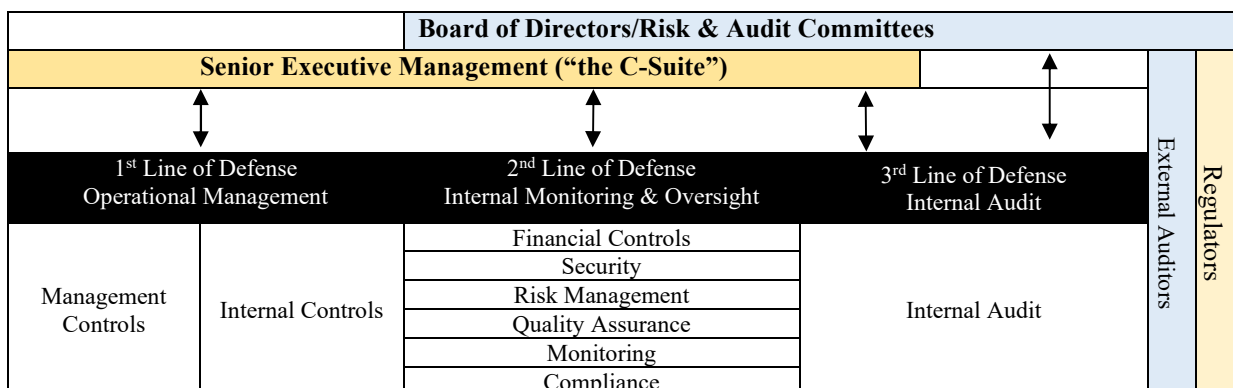 Board of Directors/Risk & Audit Committees
Senior Executive Management (“the C-Suite”)
1st Line of Defense
Operational Management
2nd Line of Defense
Internal Monitoring & Oversight
3rd Line of Defense
Internal Audit
External Auditors
Regulators
Management
Controls
Internal Controls
Financial Controls
Security
Risk Management
Quality Assurance
Monitoring
Compliance
Internal Audit